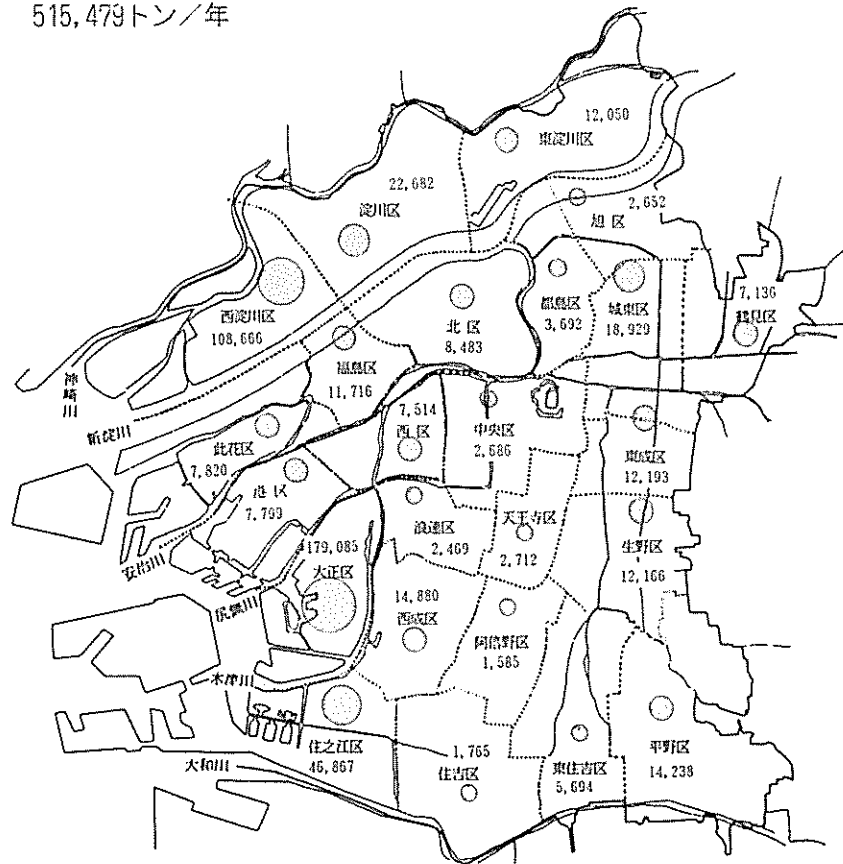 515,479トン／年
12,050
東淀川区
22,682
淀川区
2,652
旭区
西淀川区
108,666
北区
8,483
都島区
3,692
城東区
18,929
7,136
鶴見区
福島区
11,716
神崎川
新淀川
7,514
西区
中央区
2,686
此花区
7,820
港区
7,799
東成区
12,193
浪速区
2,469
天王寺区
2,712
生野区
12,166
安治川
179,085
大正区
尻無川
14,880
西成区
阿倍野区
1,585
木津川
住之江区
46,867
大和川
1,765
住吉区
東住吉区
5,694
平野区
14,238